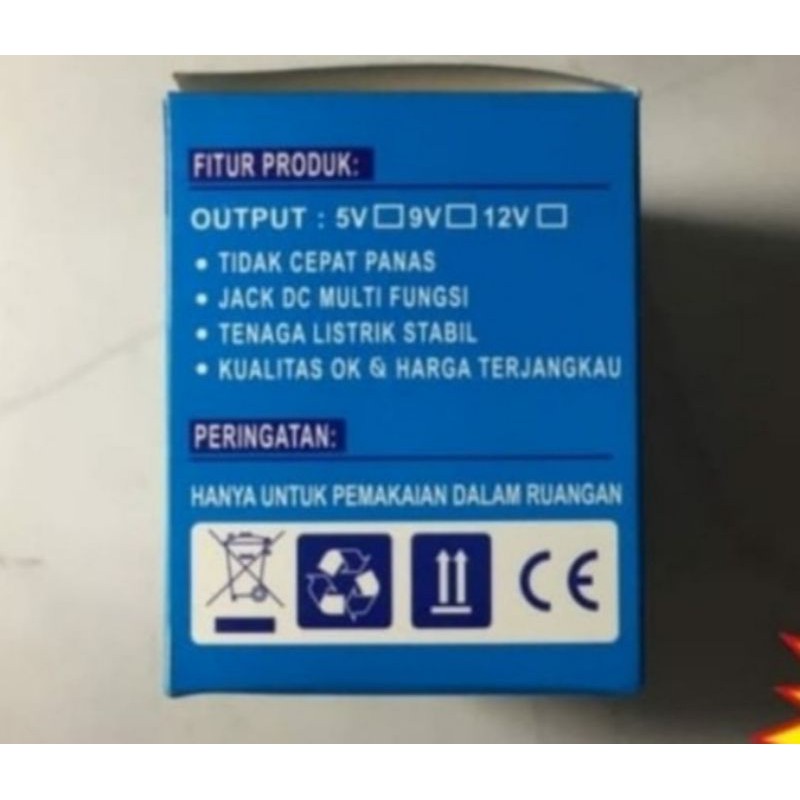 FITUR PRODUK:
OUTPUT : 5V☐ 9V☐ 12V☐
• TIDAK CEPAT PANAS
• JACK DC MULTI FUNGSI
• TENAGA LISTRIK STABIL
• KUALITAS OK & HARGA TERJANGKAU
PERINGATAN:
HANYA UNTUK PEMAKAIAN DALAM RUANGAN
CE